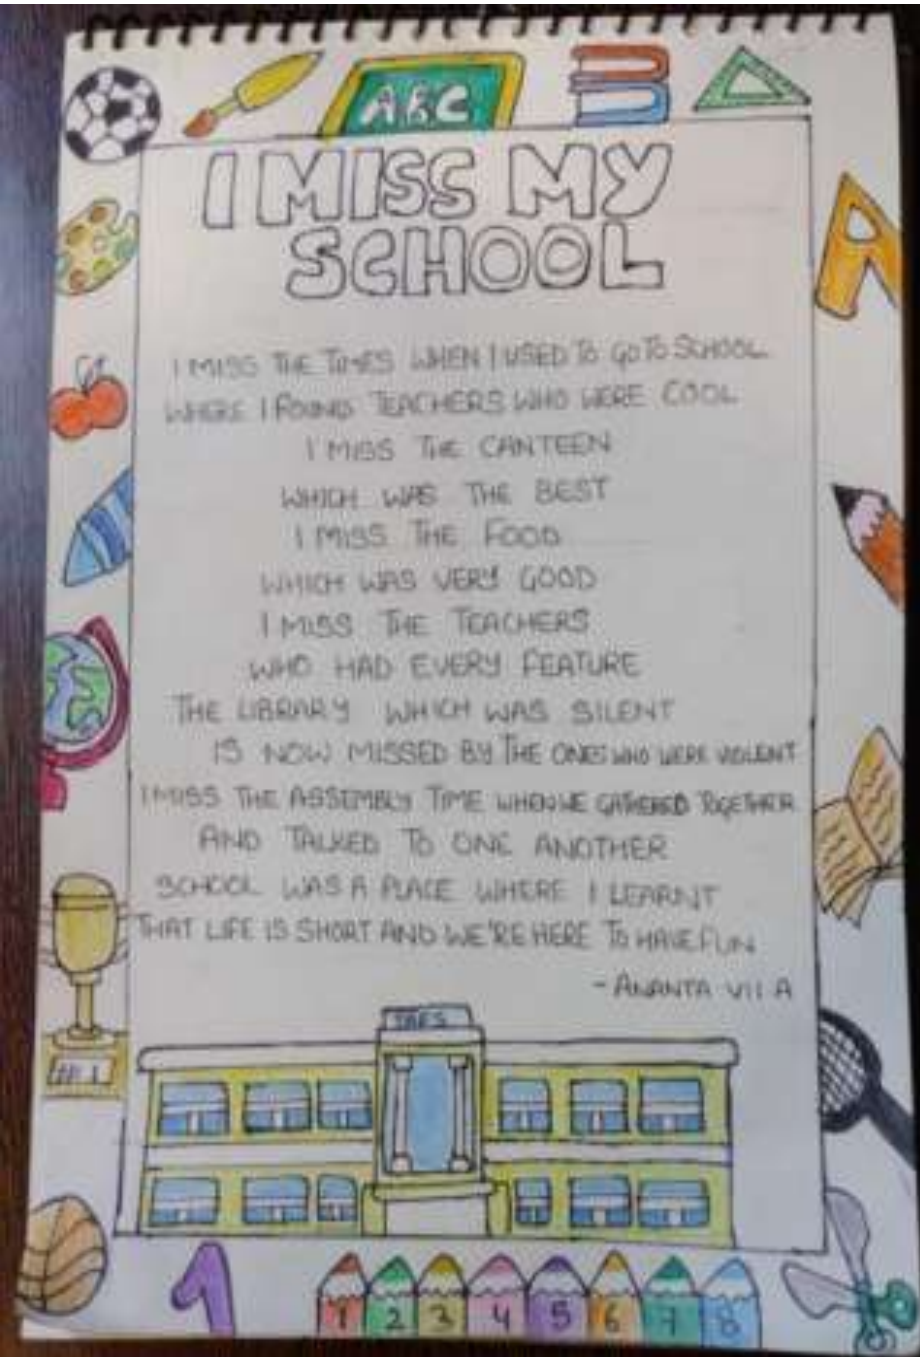 ABC
I MISS MY
SCHOOL
I MISS THE TIMES WHEN I USED TO GO TO SCHOOL
WHERE I FOUND TEACHERS WHO WERE COOL
I MISS THE CANTEEN
WHICH WAS THE BEST
I MISS THE FOOD
WHICH WAS VERY GOOD
I MISS THE TEACHERS
WHO HAD EVERY FEATURE
THE LIBRARY WHICH WAS SILENT
IS NOW MISSED BY THE ONES WHO WERE VIOLENT
I MISS THE ASSEMBLY TIME WHEN WE GATHERED TOGETHER
AND TALKED TO ONE ANOTHER
SCHOOL WAS A PLACE WHERE I LEARNT
THAT LIFE IS SHORT AND WE'RE HERE TO HAVE FUN
- ANANTA VII A
# 1
1
1 2 3 4 5 6 7 8